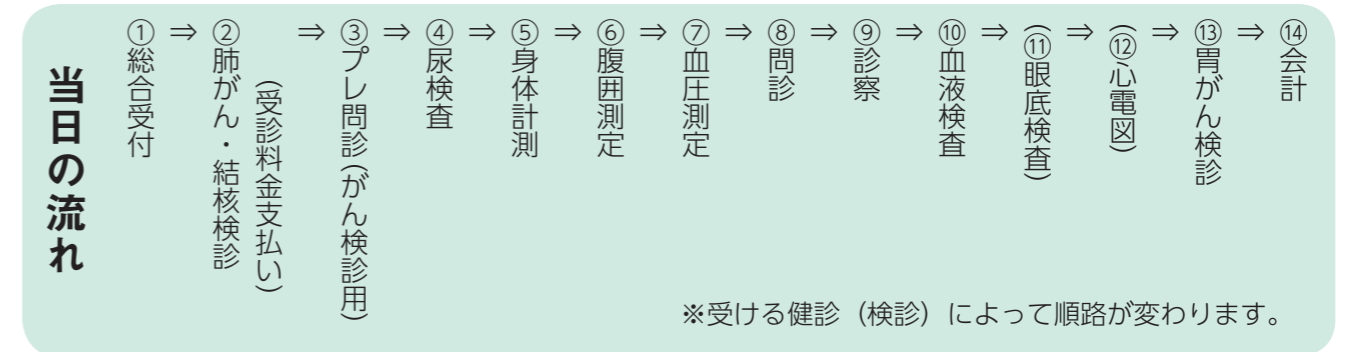 当日の流れ
①総合受付
⇒
②肺がん・結核検診
(受診料金支払い)
⇒
③プレ問診(がん検診用)
⇒
④尿検査
⇒
⑤身体計測
⇒
⑥腹囲測定
⇒
⑦血圧測定
⇒
⑧問診
⇒
⑨診察
⇒
⑩血液検査
⇒
(⑪眼底検査)
⇒
(⑫心電図)
⇒
⑬胃がん検診
⇒
⑭会計
※受ける健診（検診）によって順路が変わります。